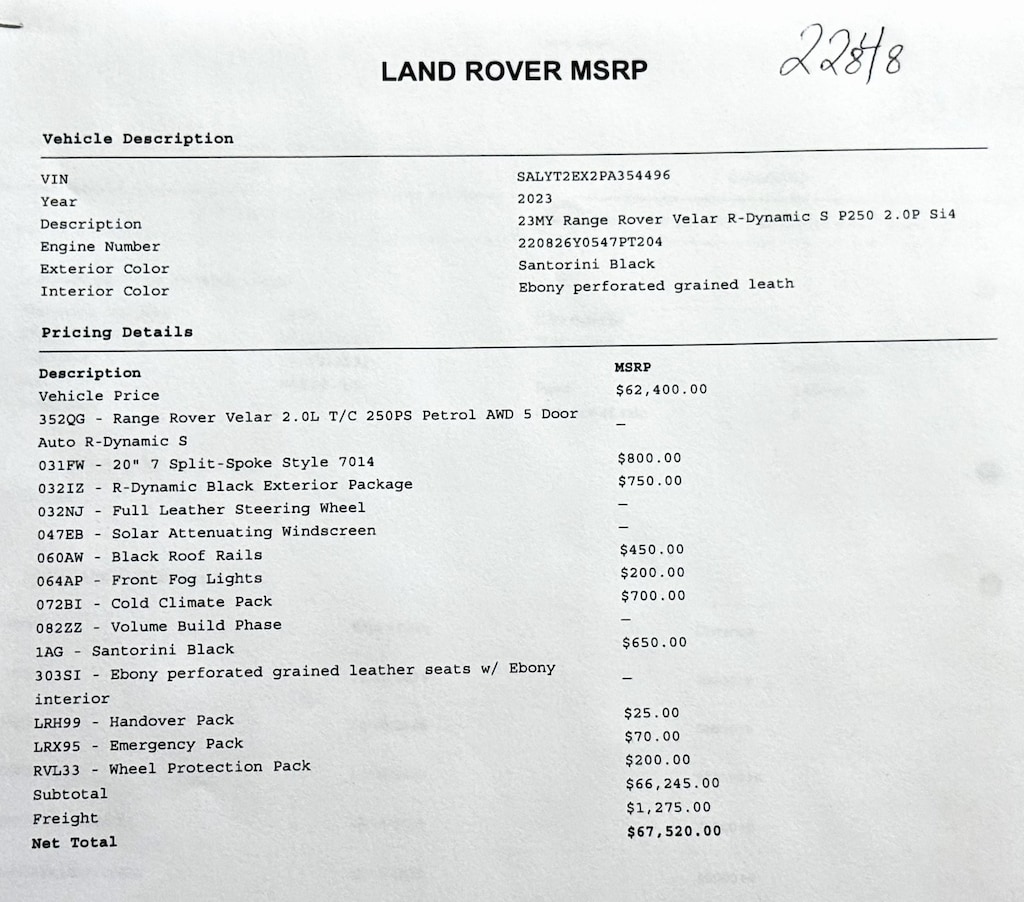 LAND ROVER MSRP
22848
Vehicle Description
VIN SALYT2EX2PA354496
Year 2023
Description 23MY Range Rover Velar R-Dynamic S P250 2.0P Si4
Engine Number 220826Y0547PT204
Exterior Color Santorini Black
Interior Color Ebony perforated grained leath
Pricing Details
Description MSRP
Vehicle Price $62,400.00
352QG - Range Rover Velar 2.0L T/C 250PS Petrol AWD 5 Door –
Auto R-Dynamic S
031FW - 20" 7 Split-Spoke Style 7014 $800.00
032IZ - R-Dynamic Black Exterior Package $750.00
032NJ - Full Leather Steering Wheel –
047EB - Solar Attenuating Windscreen –
060AW - Black Roof Rails $450.00
064AP - Front Fog Lights $200.00
072BI - Cold Climate Pack $700.00
082ZZ - Volume Build Phase –
1AG - Santorini Black $650.00
303SI - Ebony perforated grained leather seats w/ Ebony –
interior
LRH99 - Handover Pack $25.00
LRX95 - Emergency Pack $70.00
RVL33 - Wheel Protection Pack $200.00
Subtotal $66,245.00
Freight $1,275.00
Net Total $67,520.00